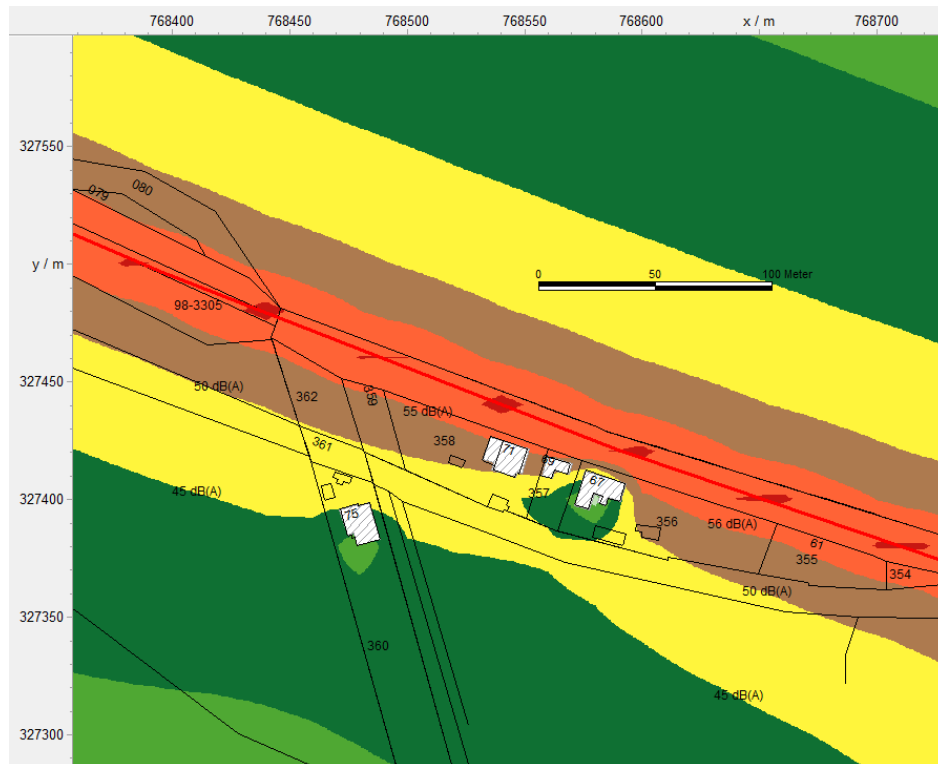 768400 768450 768500 768550 768600 x / m 768700
327550
y / m
327450
327400
327350
327300
080
079
0 50 100 Meter
98-3305
50 dB(A)
362
359
55 dB(A)
361
358
71
69
67
357
45 dB(A)
75
356
56 dB(A)
61
355
354
50 dB(A)
360
45 dB(A)